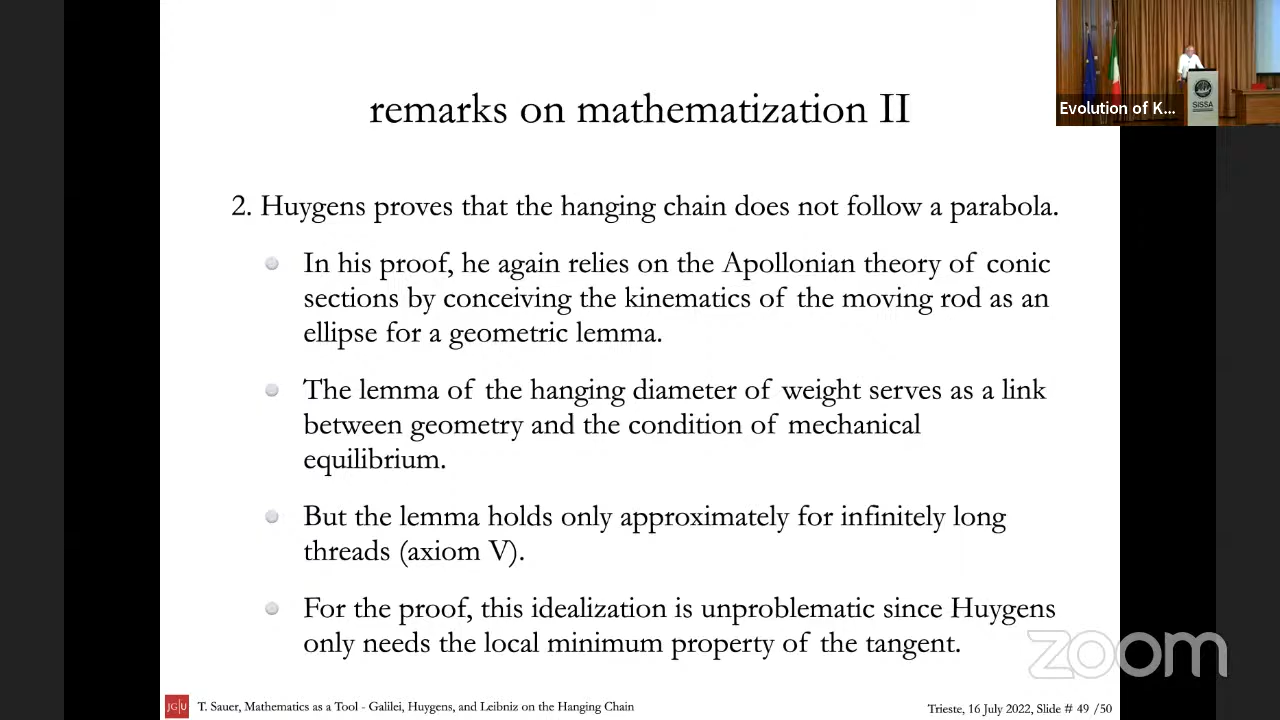 remarks on mathematization II
Evolution of K...
SISSA
2. Huygens proves that the hanging chain does not follow a parabola.
In his proof, he again relies on the Apollonian theory of conic
sections by conceiving the kinematics of the moving rod as an
ellipse for a geometric lemma.
The lemma of the hanging diameter of weight serves as a link
between geometry and the condition of mechanical
equilibrium.
But the lemma holds only approximately for infinitely long
threads (axiom V).
For the proof, this idealization is unproblematic since Huygens
only needs the local minimum property of the tangent.
zoom
JG|U T. Sauer, Mathematics as a Tool - Galilei, Huygens, and Leibniz on the Hanging Chain
Trieste, 16 July 2022, Slide # 49 /50